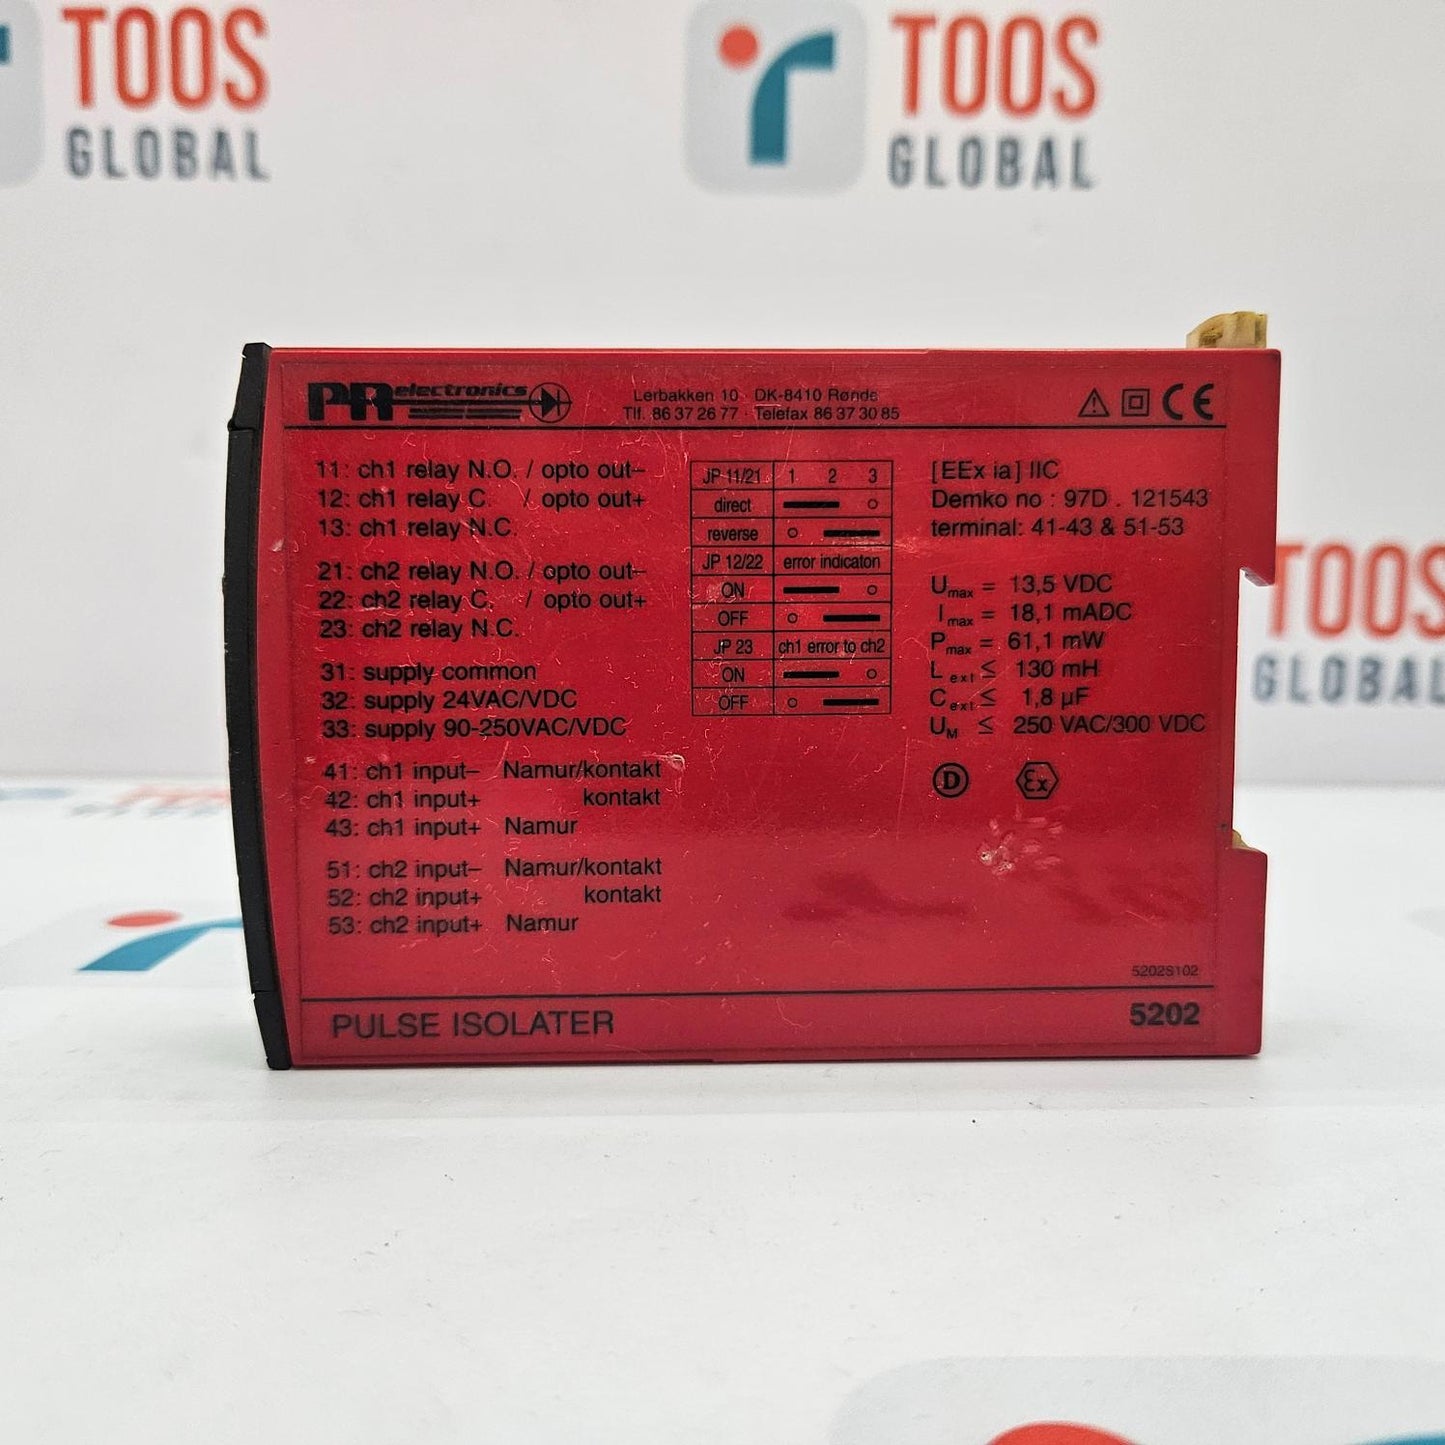 TOOS
GLOBAL
TOOS
GLOBAL
PR electronics
Lerbakken 10 DK-8410 Rønde
Tlf. 86 37 26 77 · Telefax 86 37 30 85
CE
11: ch1 relay N.O. / opto out–
12: ch1 relay C. / opto out+
13: ch1 relay N.C.
21: ch2 relay N.O. / opto out–
22: ch2 relay C. / opto out+
23: ch2 relay N.C.
31: supply common
32: supply 24VAC/VDC
33: supply 90-250VAC/VDC
41: ch1 input– Namur/kontakt
42: ch1 input+ kontakt
43: ch1 input+ Namur
51: ch2 input– Namur/kontakt
52: ch2 input+ kontakt
53: ch2 input+ Namur
JP 11/21 1 2 3
direct
reverse
JP 12/22 error indicaton
ON
OFF
JP 23 ch1 error to ch2
ON
OFF
[EEx ia] IIC
Demko no : 97D . 121543
terminal: 41-43 & 51-53
Umax = 13,5 VDC
Imax = 18,1 mADC
Pmax = 61,1 mW
Lext ≤ 130 mH
Cext ≤ 1,8 µF
UM ≤ 250 VAC/300 VDC
D Ex
5202S102
PULSE ISOLATER 5202
TOOS
GLOBAL